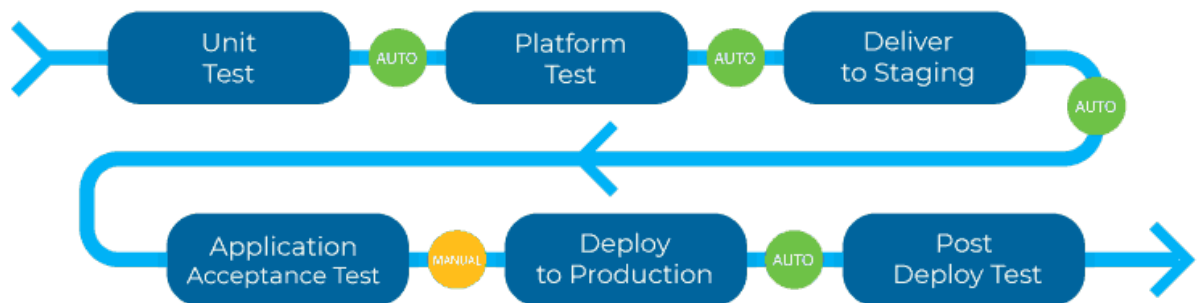 Unit
Test
AUTO
Platform
Test
AUTO
Deliver
to Staging
AUTO
Application
Acceptance Test
MANUAL
Deploy
to Production
AUTO
Post
Deploy Test